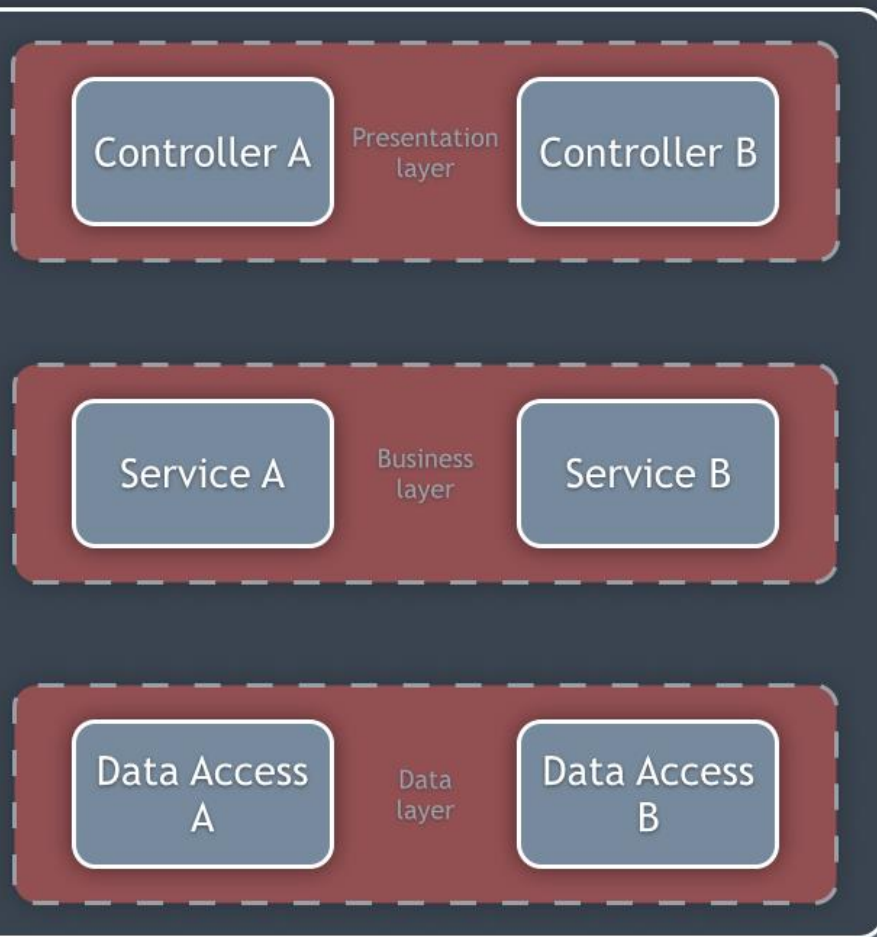 Controller A
Presentation
layer
Controller B
Service A
Business
layer
Service B
Data Access
A
Data
layer
Data Access
B